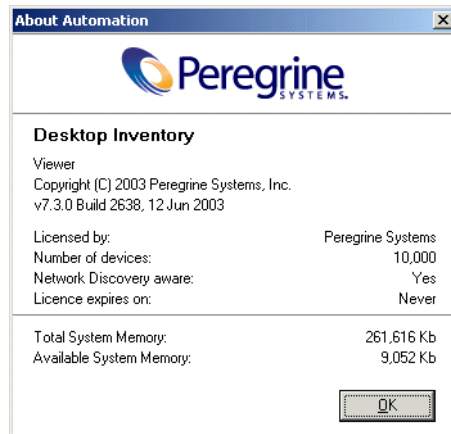 About Automation
Peregrine
SYSTEMS.
Desktop Inventory
Viewer
Copyright (C) 2003 Peregrine Systems, Inc.
v7.3.0 Build 2638, 12 Jun 2003
Licensed by: Peregrine Systems
Number of devices: 10,000
Network Discovery aware: Yes
Licence expires on: Never
Total System Memory: 261,616 Kb
Available System Memory: 9,052 Kb
OK